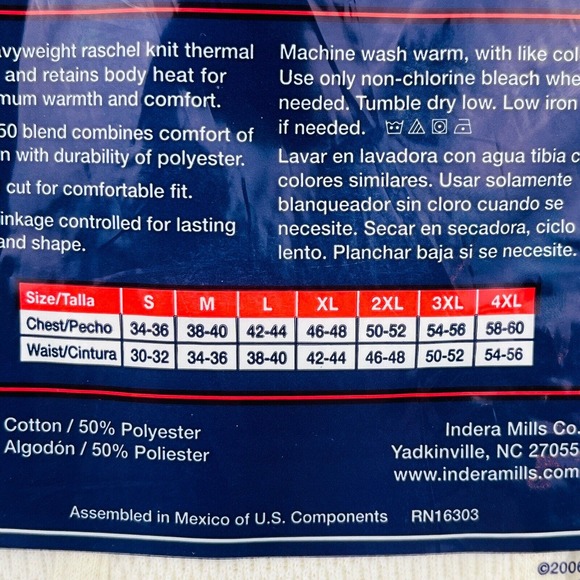 vyweight raschel knit thermal
and retains body heat for
mum warmth and comfort.
50 blend combines comfort of
n with durability of polyester.
cut for comfortable fit.
inkage controlled for lasting
and shape.
Machine wash warm, with like col
Use only non-chlorine bleach whe
needed. Tumble dry low. Low iron
if needed.
Lavar en lavadora con agua tibia c
colores similares. Usar solamente
blanqueador sin cloro cuando se
necesite. Secar en secadora, ciclo
lento. Planchar baja si se necesite.
Size/Talla S M L XL 2XL 3XL 4XL
Chest/Pecho 34-36 38-40 42-44 46-48 50-52 54-56 58-60
Waist/Cintura 30-32 34-36 38-40 42-44 46-48 50-52 54-56
Cotton / 50% Polyester
Algodón / 50% Poliester
Indera Mills Co.
Yadkinville, NC 27055
www.inderamills.com
Assembled in Mexico of U.S. Components RN16303
©2006